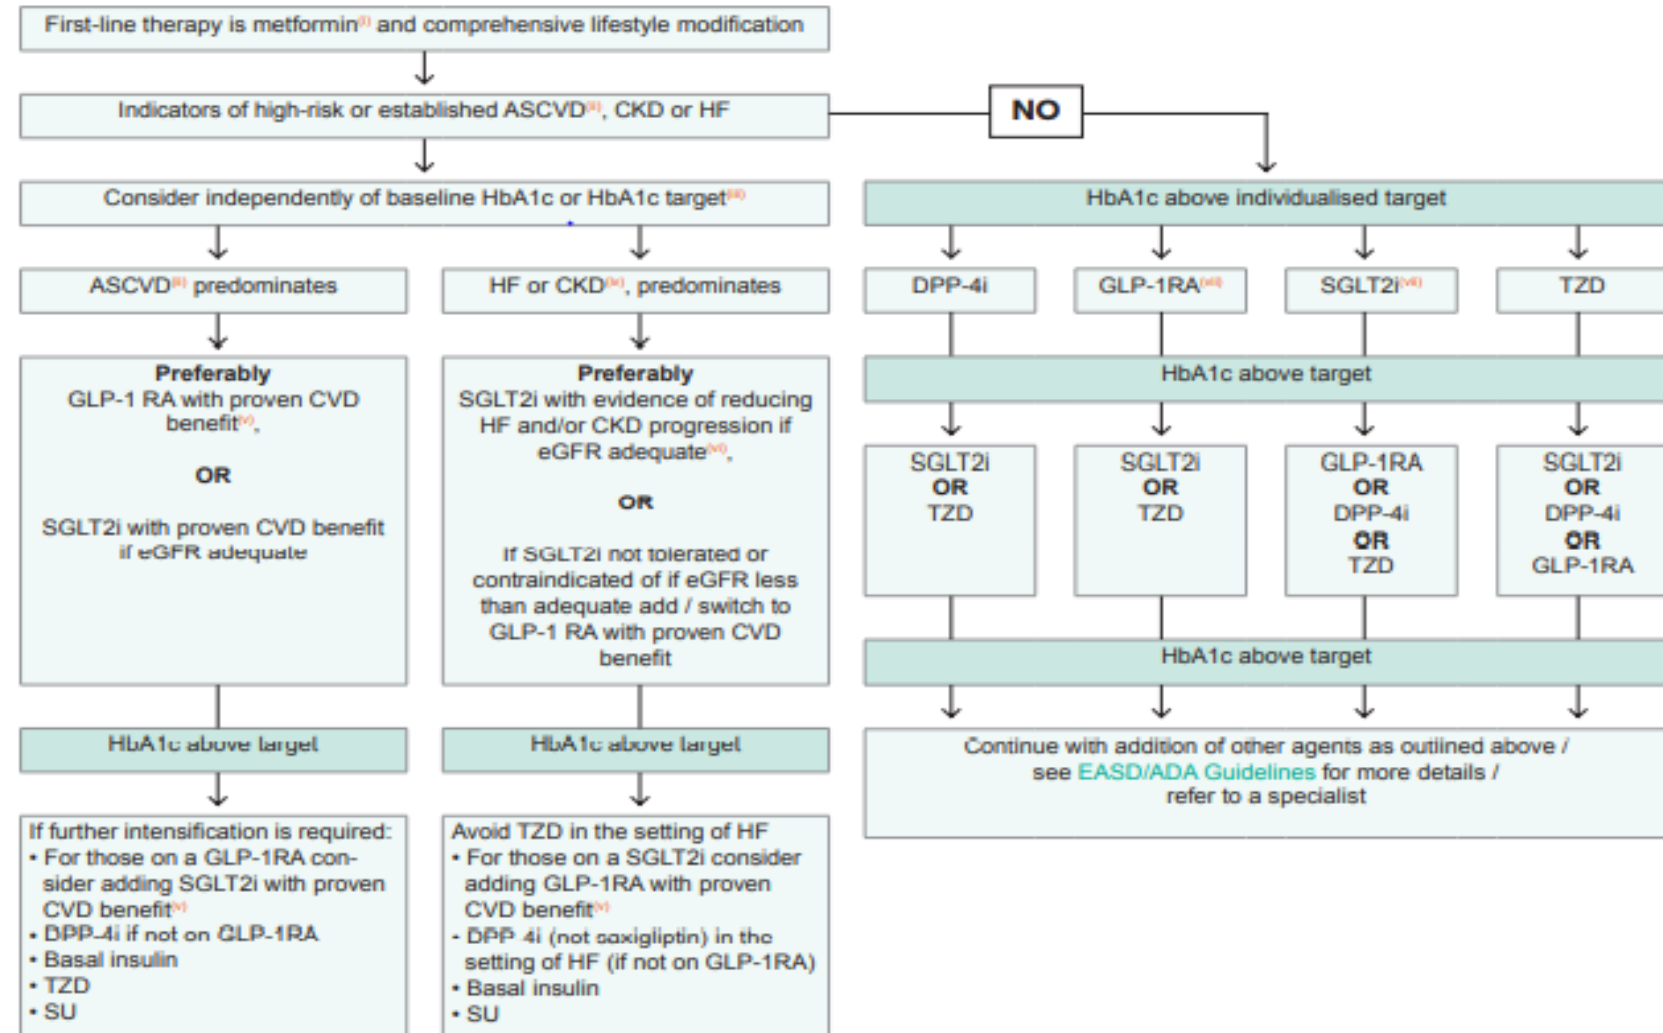 First-line therapy is metformin(i) and comprehensive lifestyle modification
Indicators of high-risk or established ASCVD(ii), CKD or HF
NO
Consider independently of baseline HbA1c or HbA1c target(iii)
HbA1c above individualised target
ASCVD(ii) predominates
HF or CKD(iv), predominates
DPP-4i
GLP-1RA(viii)
SGLT2i(vii)
TZD
Preferably
GLP-1 RA with proven CVD
benefit(v),
OR
SGLT2i with proven CVD benefit
if eGFR adequate
Preferably
SGLT2i with evidence of reducing
HF and/or CKD progression if
eGFR adequate(vi),
OR
If SGLT2i not tolerated or
contraindicated of if eGFR less
than adequate add / switch to
GLP-1 RA with proven CVD
benefit
HbA1c above target
SGLT2i
OR
TZD
SGLT2i
OR
TZD
GLP-1RA
OR
DPP-4i
OR
TZD
SGLT2i
OR
DPP-4i
OR
GLP-1RA
HbA1c above target
HbA1c above target
HbA1c above target
Continue with addition of other agents as outlined above /
see EASD/ADA Guidelines for more details /
refer to a specialist
If further intensification is required:
• For those on a GLP-1RA con-
sider adding SGLT2i with proven
CVD benefit(v)
• DPP-4i if not on GLP-1RA
• Basal insulin
• TZD
• SU
Avoid TZD in the setting of HF
• For those on a SGLT2i consider
adding GLP-1RA with proven
CVD benefit(v)
- DPP 4i (not saxigliptin) in the
setting of HF (if not on GLP-1RA)
• Basal insulin
• SU